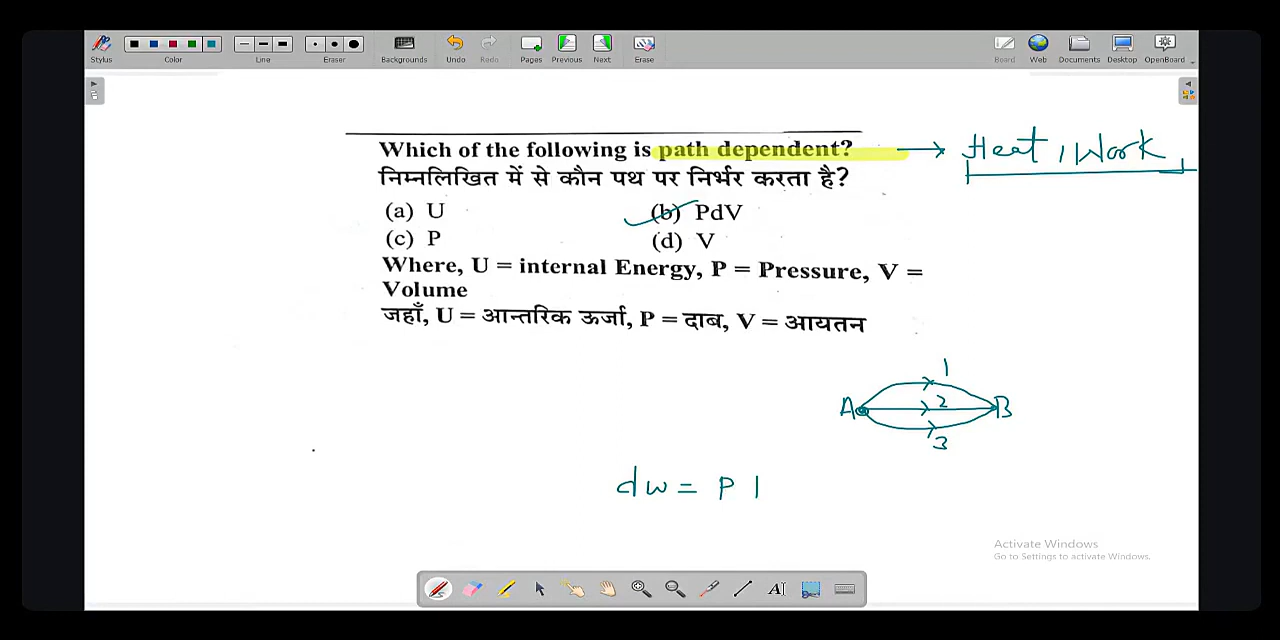 Stylus Color Line Eraser Backgrounds Undo Redo Pages Previous Next Erase Board Web Documents Desktop OpenBoard
Which of the following is path dependent? → Heat, Work
निम्नलिखित में से कौन पथ पर निर्भर करता है?
(a) U (b) PdV
(c) P (d) V
Where, U = internal Energy, P = Pressure, V =
Volume
जहाँ, U = आन्तरिक ऊर्जा, P = दाब, V = आयतन
1
A 2 B
3
dw = P
Activate Windows
Go to Settings to activate Windows.